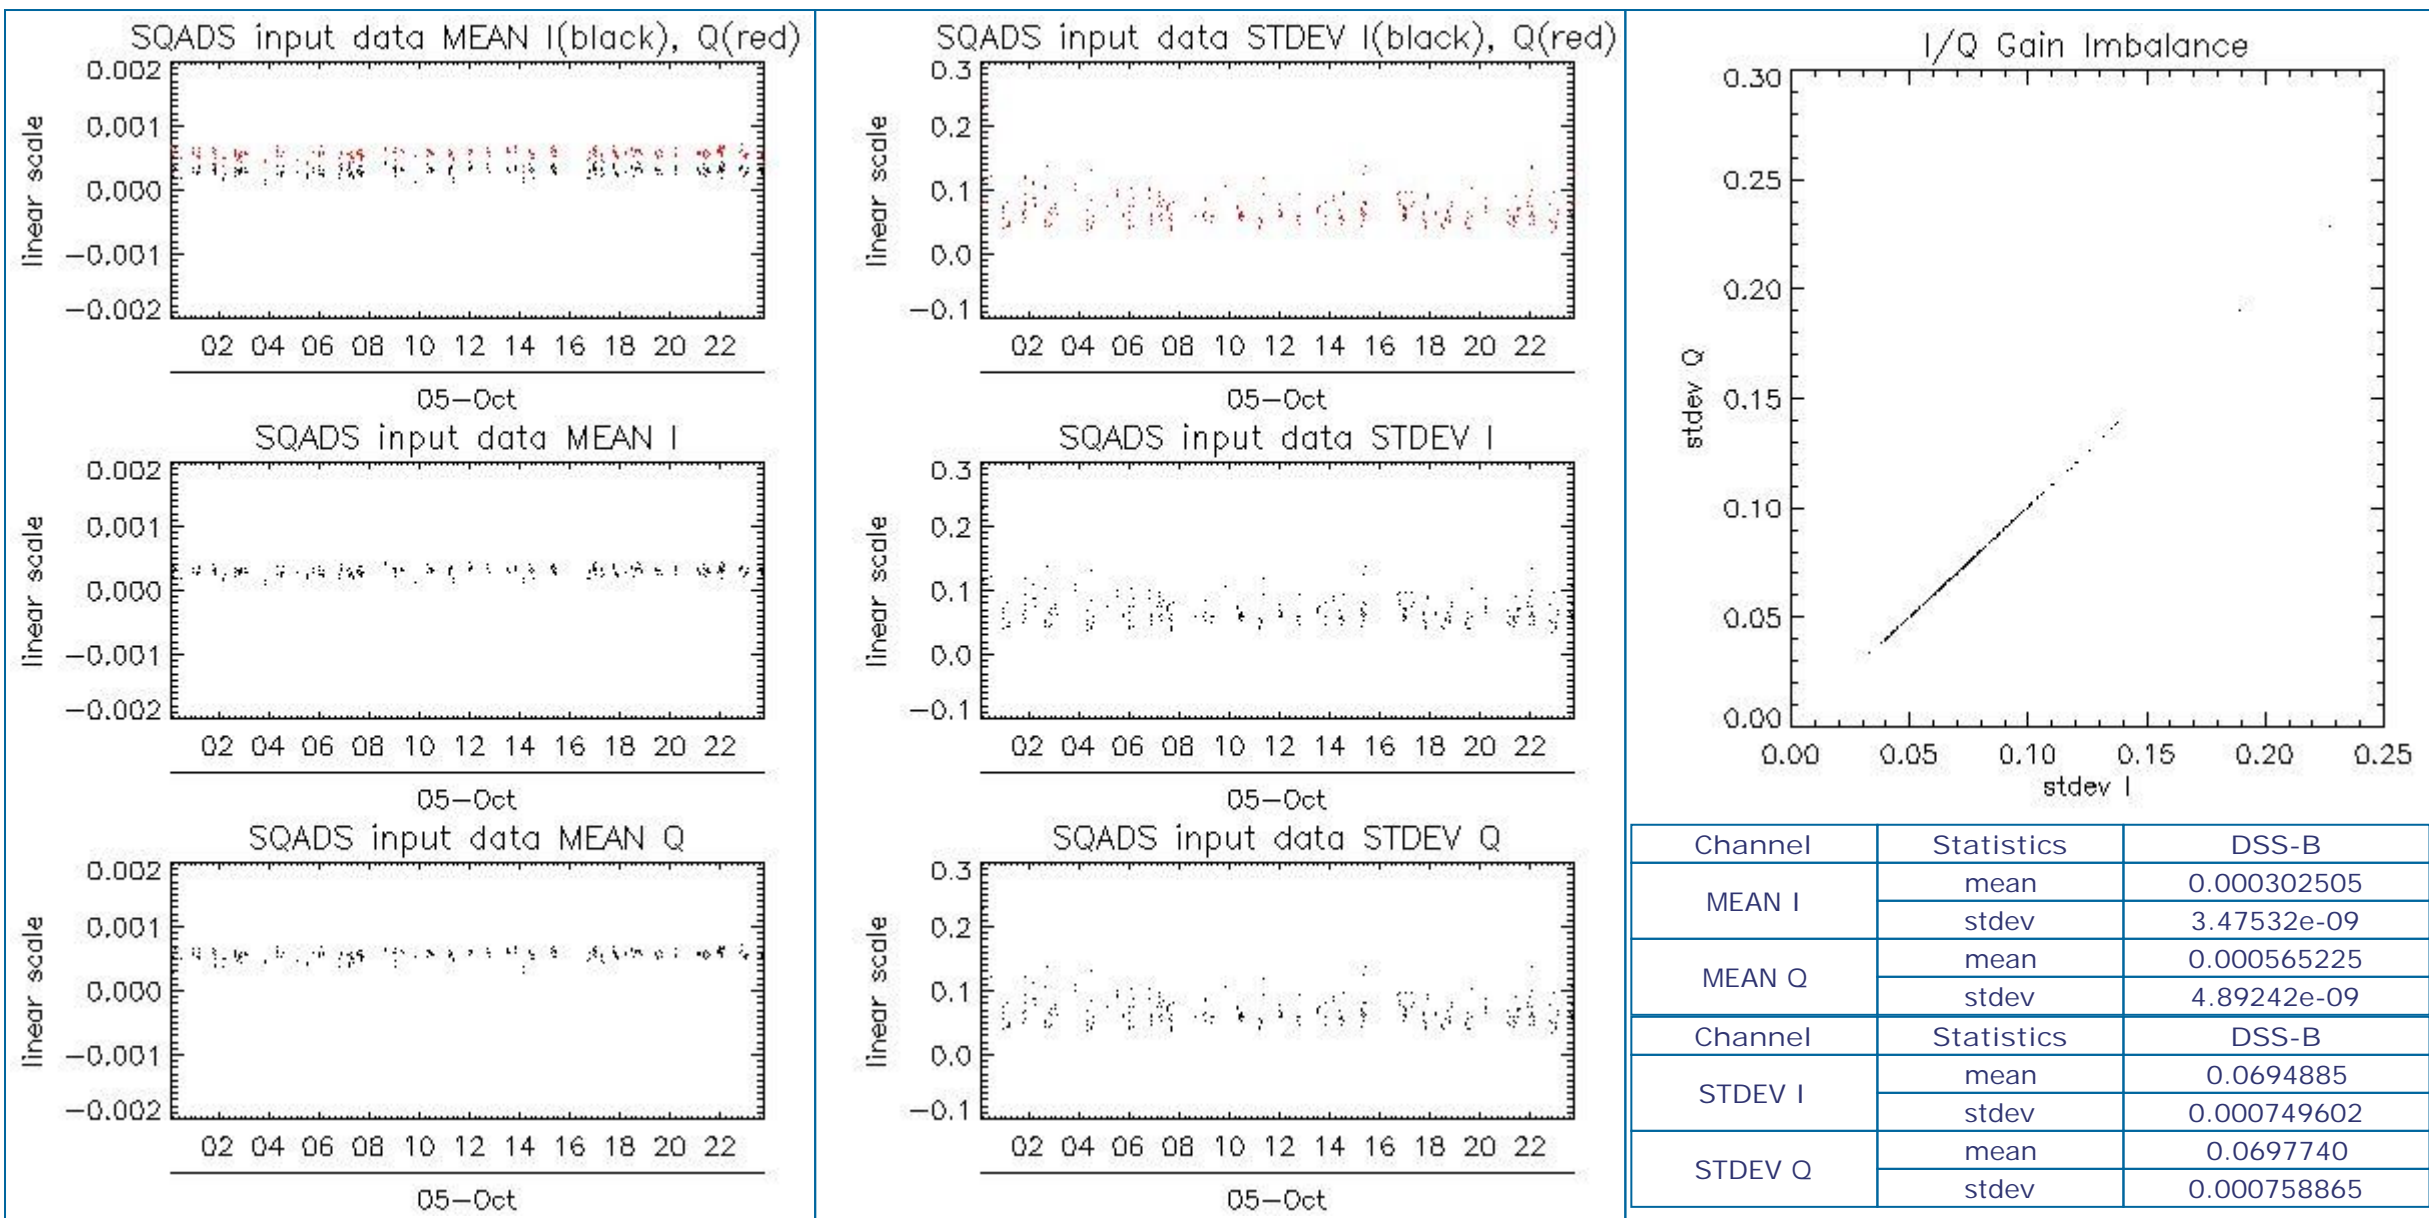 SQADS input data MEAN I(black), Q(red)
0.002
0.001
0.000
-0.001
-0.002
linear scale
02 04 06 08 10 12 14 16 18 20 22
05-Oct
SQADS input data MEAN I
0.002
0.001
0.000
-0.001
-0.002
linear scale
02 04 06 08 10 12 14 16 18 20 22
05-Oct
SQADS input data MEAN Q
0.002
0.001
0.000
-0.001
-0.002
linear scale
02 04 06 08 10 12 14 16 18 20 22
05-Oct
SQADS input data STDEV I(black), Q(red)
0.3
0.2
0.1
0.0
-0.1
linear scale
02 04 06 08 10 12 14 16 18 20 22
05-Oct
SQADS input data STDEV I
0.3
0.2
0.1
0.0
-0.1
linear scale
02 04 06 08 10 12 14 16 18 20 22
05-Oct
SQADS input data STDEV Q
0.3
0.2
0.1
0.0
-0.1
linear scale
02 04 06 08 10 12 14 16 18 20 22
05-Oct
I/Q Gain Imbalance
0.30
0.25
0.20
0.15
0.10
0.05
0.00
stdev Q
0.00 0.05 0.10 0.15 0.20 0.25
stdev I
Channel Statistics DSS-B
MEAN I mean 0.000302505
stdev 3.47532e-09
MEAN Q mean 0.000565225
stdev 4.89242e-09
Channel Statistics DSS-B
STDEV I mean 0.0694885
stdev 0.000749602
STDEV Q mean 0.0697740
stdev 0.000758865